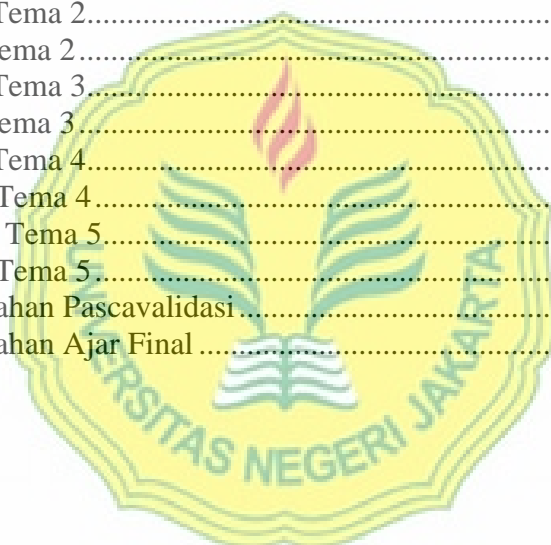 Tema 2
ema 2
Tema 3
ema 3
Tema 4
Tema 4
Tema 5
Tema 5
ahan Pascavalidasi
ahan Ajar Final
UNIVERSITAS NEGERI JAKARTA